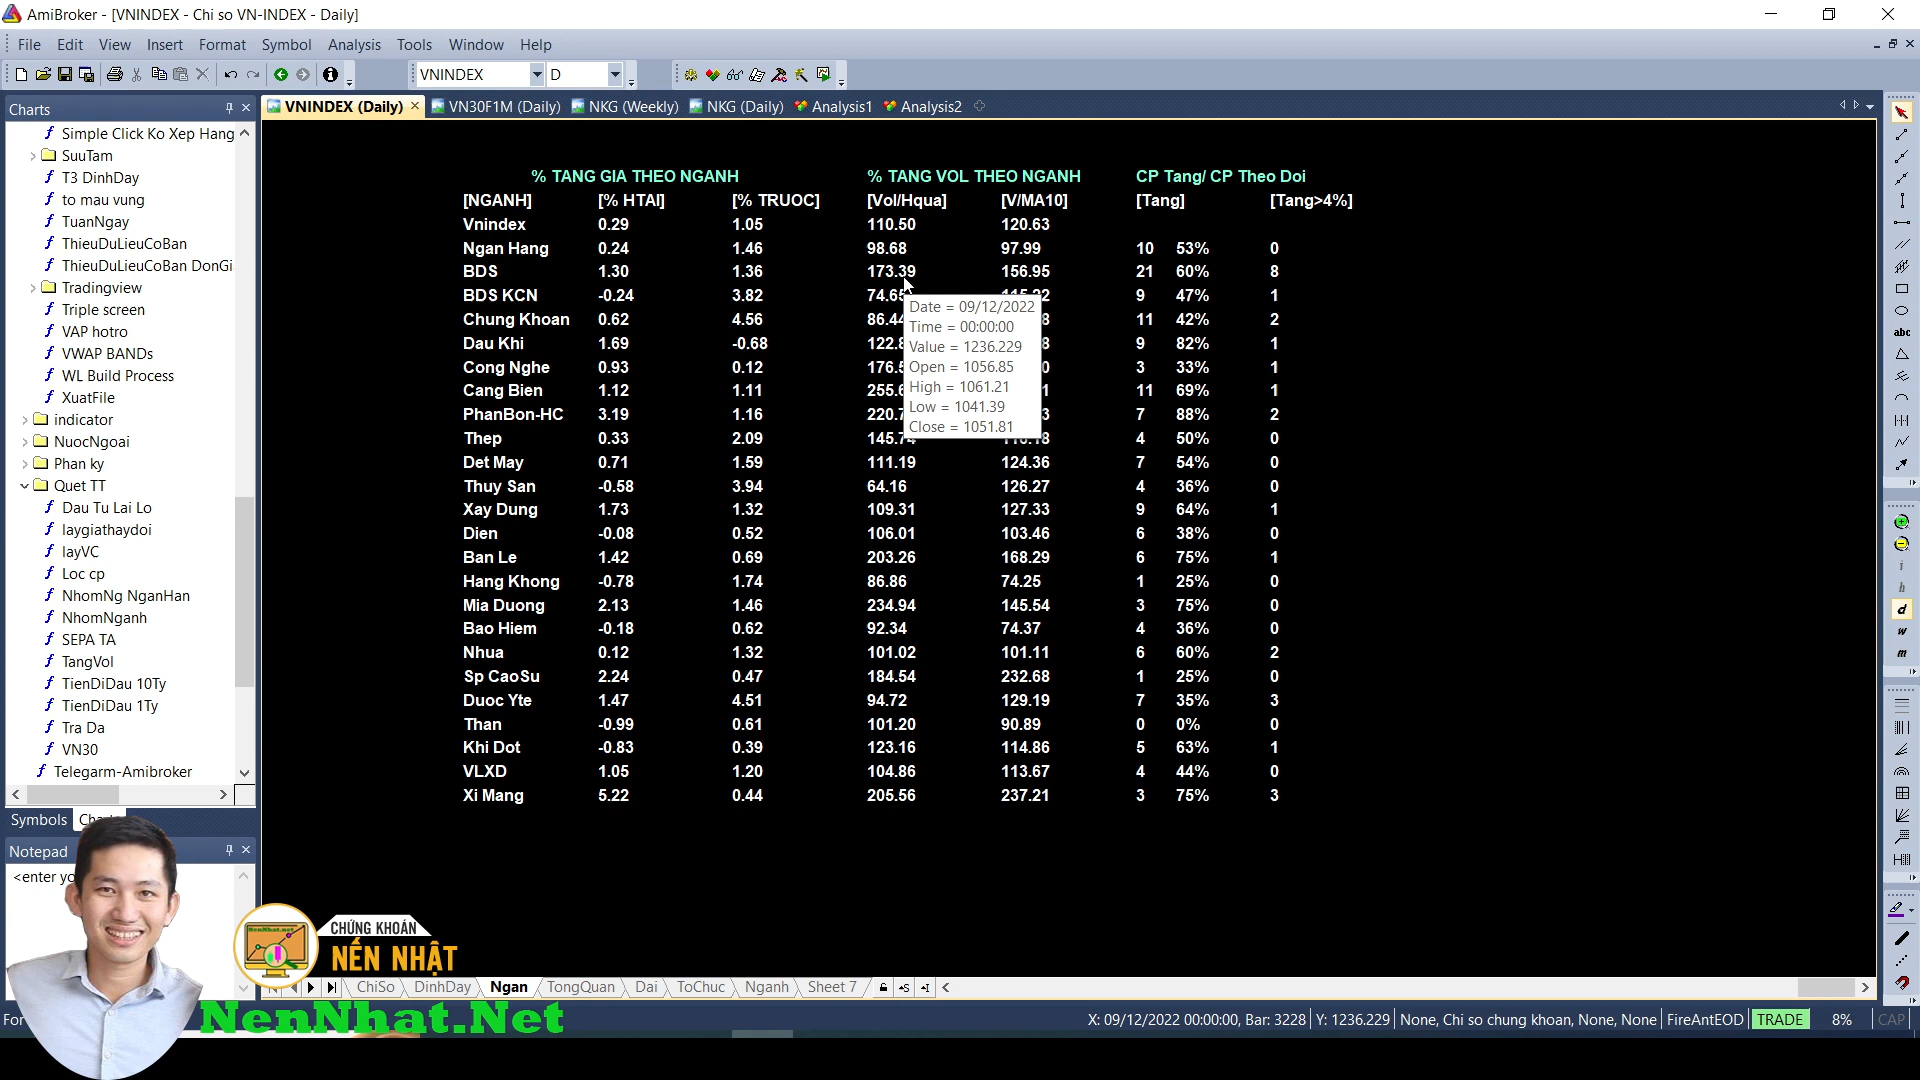 AmiBroker - [VNINDEX - Chi so VN-INDEX - Daily]
File Edit View Insert Format Symbol Analysis Tools Window Help
VNINDEX D
Charts
VNINDEX (Daily) VN30F1M (Daily) NKG (Weekly) NKG (Daily) Analysis1 Analysis2
Simple Click Ko Xep Hang
SuuTam
T3 DinhDay
to mau vung
TuanNgay
ThieuDuLieuCoBan
ThieuDuLieuCoBan DonGi
Tradingview
Triple screen
VAP hotro
VWAP BANDs
WL Build Process
XuatFile
indicator
NuocNgoai
Phan ky
Quet TT
Dau Tu Lai Lo
laygiathaydoi
layVC
Loc cp
NhomNg NganHan
NhomNganh
SEPA TA
TangVol
TienDiDau 10Ty
TienDiDau 1Ty
Tra Da
VN30
Telegarm-Amibroker
Symbols
Notepad
<enter yo
% TANG GIA THEO NGANH % TANG VOL THEO NGANH CP Tang/ CP Theo Doi
[NGANH] [% HTAI] [% TRUOC] [Vol/Hqua] [V/MA10] [Tang] [Tang>4%]
Vnindex 0.29 1.05 110.50 120.63
Ngan Hang 0.24 1.46 98.68 97.99 10 53% 0
BDS 1.30 1.36 173.39 156.95 21 60% 8
BDS KCN -0.24 3.82 74.65 9 47% 1
Chung Khoan 0.62 4.56 86.44 11 42% 2
Dau Khi 1.69 -0.68 122.8 9 82% 1
Cong Nghe 0.93 0.12 176.5 3 33% 1
Cang Bien 1.12 1.11 255.6 11 69% 1
PhanBon-HC 3.19 1.16 220.7 7 88% 2
Thep 0.33 2.09 145.74 4 50% 0
Det May 0.71 1.59 111.19 124.36 7 54% 0
Thuy San -0.58 3.94 64.16 126.27 4 36% 0
Xay Dung 1.73 1.32 109.31 127.33 9 64% 1
Dien -0.08 0.52 106.01 103.46 6 38% 0
Ban Le 1.42 0.69 203.26 168.29 6 75% 1
Hang Khong -0.78 1.74 86.86 74.25 1 25% 0
Mia Duong 2.13 1.46 234.94 145.54 3 75% 0
Bao Hiem -0.18 0.62 92.34 74.37 4 36% 0
Nhua 0.12 1.32 101.02 101.11 6 60% 2
Sp CaoSu 2.24 0.47 184.54 232.68 1 25% 0
Duoc Yte 1.47 4.51 94.72 129.19 7 35% 3
Than -0.99 0.61 101.20 90.89 0 0% 0
Khi Dot -0.83 0.39 123.16 114.86 5 63% 1
VLXD 1.05 1.20 104.86 113.67 4 44% 0
Xi Mang 5.22 0.44 205.56 237.21 3 75% 3
Date = 09/12/2022
Time = 00:00:00
Value = 1236.229
Open = 1056.85
High = 1061.21
Low = 1041.39
Close = 1051.81
abc
i
h
d
w
m
CHỨNG KHOÁN
NẾN NHẬT
NenNhat.net
NenNhat.Net
ChiSo DinhDay Ngan TongQuan Dai ToChuc Nganh Sheet 7
For
X: 09/12/2022 00:00:00, Bar: 3228 Y: 1236.229 None, Chi so chung khoan, None, None FireAntEOD TRADE 8% CAP